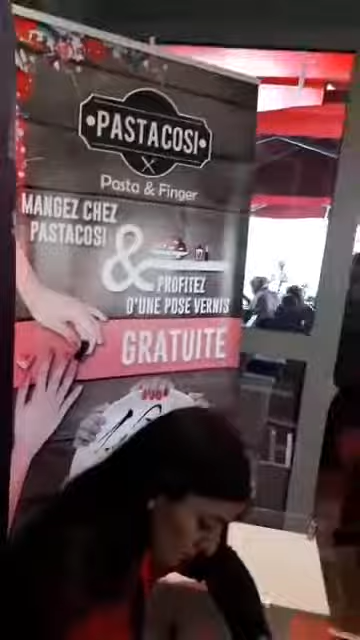 •PASTACOSI•
Pasta & Finger
MANGEZ CHEZ
PASTACOSI
&
PROFITEZ
D'UNE POSE VERNIS
GRATUITE